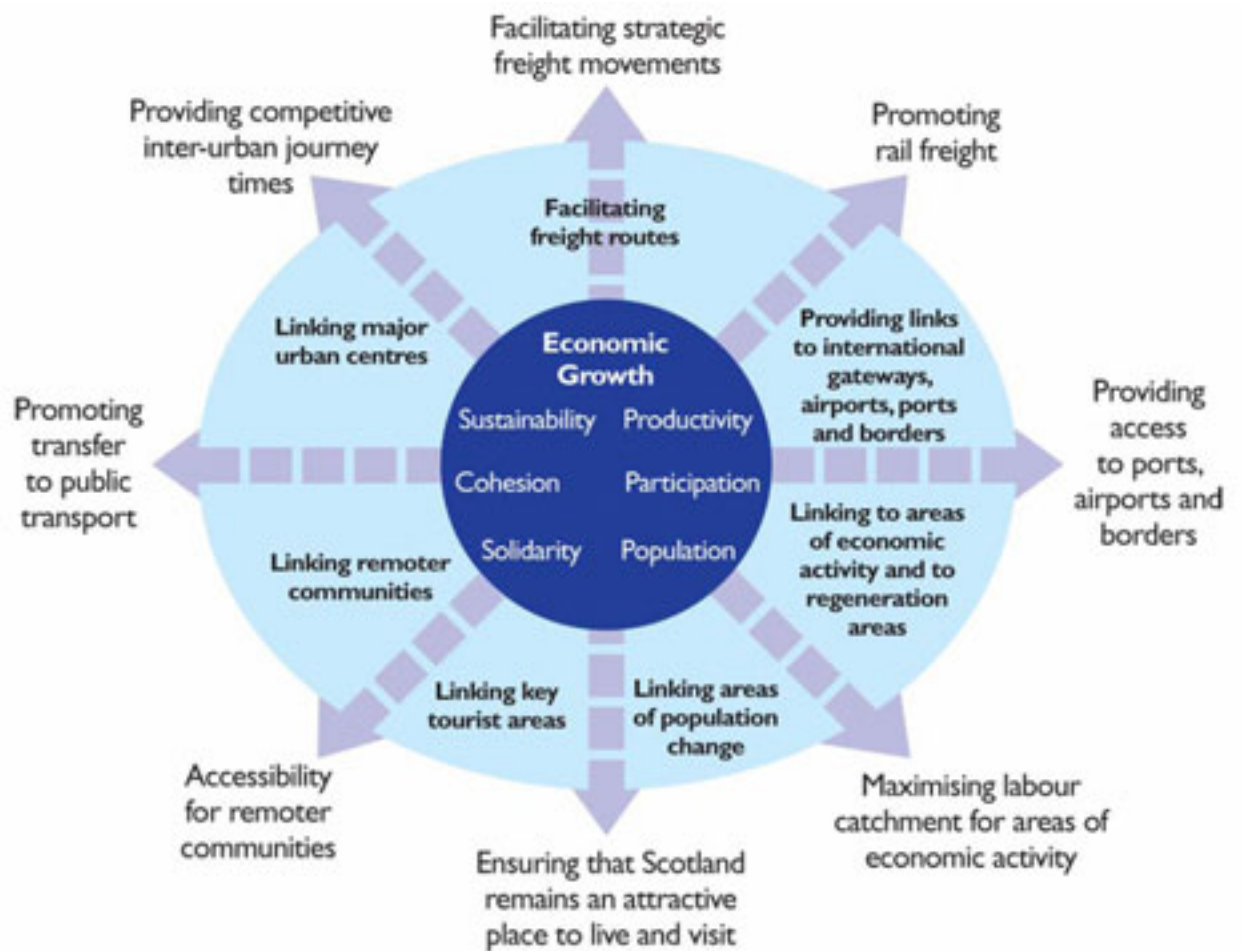 Facilitating strategic
freight movements
Providing competitive
inter-urban journey
times
Promoting
rail freight
Facilitating
freight routes
Linking major
urban centres
Providing links
to international
gateways,
airports, ports
and borders
Economic
Growth
Sustainability Productivity
Cohesion Participation
Solidarity Population
Promoting
transfer
to public
transport
Providing
access
to ports,
airports and
borders
Linking remoter
communities
Linking to areas
of economic
activity and to
regeneration
areas
Linking key
tourist areas
Linking areas
of population
change
Accessibility
for remoter
communities
Ensuring that Scotland
remains an attractive
place to live and visit
Maximising labour
catchment for areas of
economic activity